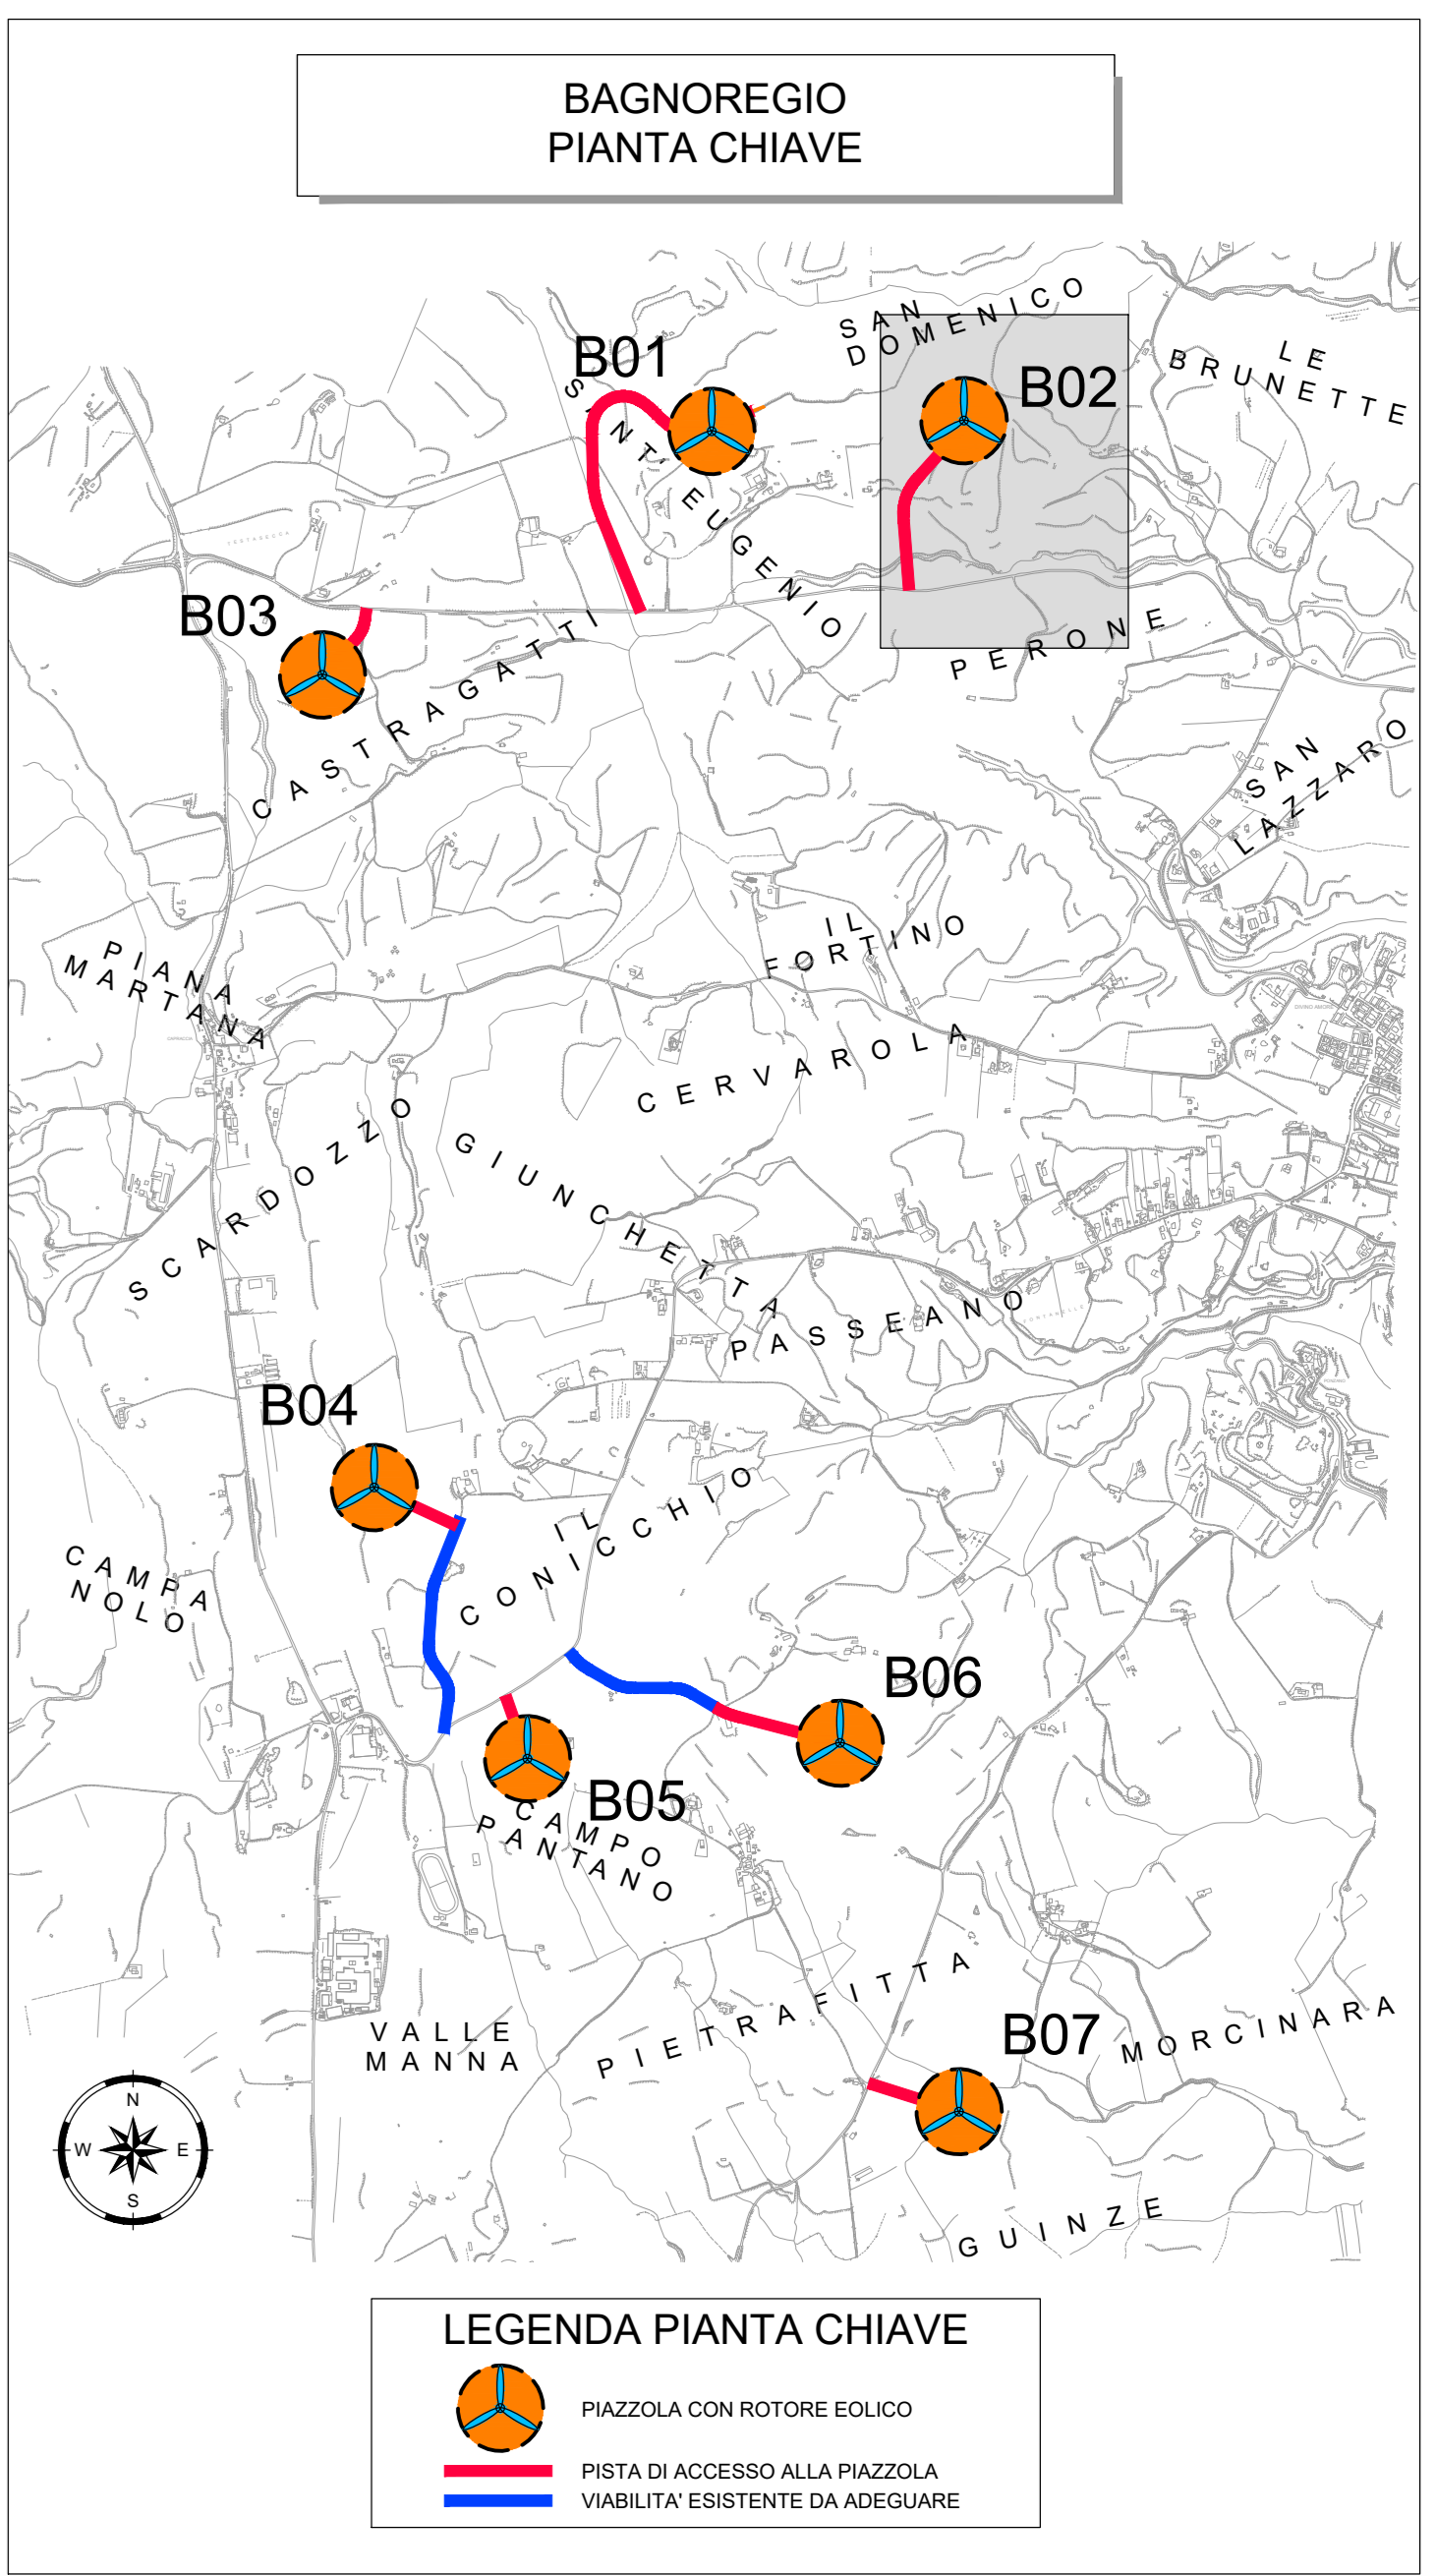 BAGNOREGIO
PIANTA CHIAVE
SAN
DOMENICO
B01
B02
LE
BRUNETTE
SANT' EUGENIO
B03
PERONE
CASTRAGATTI
SAN
LAZZARO
IL
FORTINO
PIANA
MARTANA
CERVAROLA
SCARDOZZO
GIUNCHETTA
PASSEANO
B04
IL
CONICCHIO
CAMPA
NOLO
B06
B05
CAMPO
PANTANO
PIETRAFITTA
VALLE
MANNA
B07
MORCINARA
N
W E
S
GUINZE
LEGENDA PIANTA CHIAVE
PIAZZOLA CON ROTORE EOLICO
PISTA DI ACCESSO ALLA PIAZZOLA
VIABILITA' ESISTENTE DA ADEGUARE